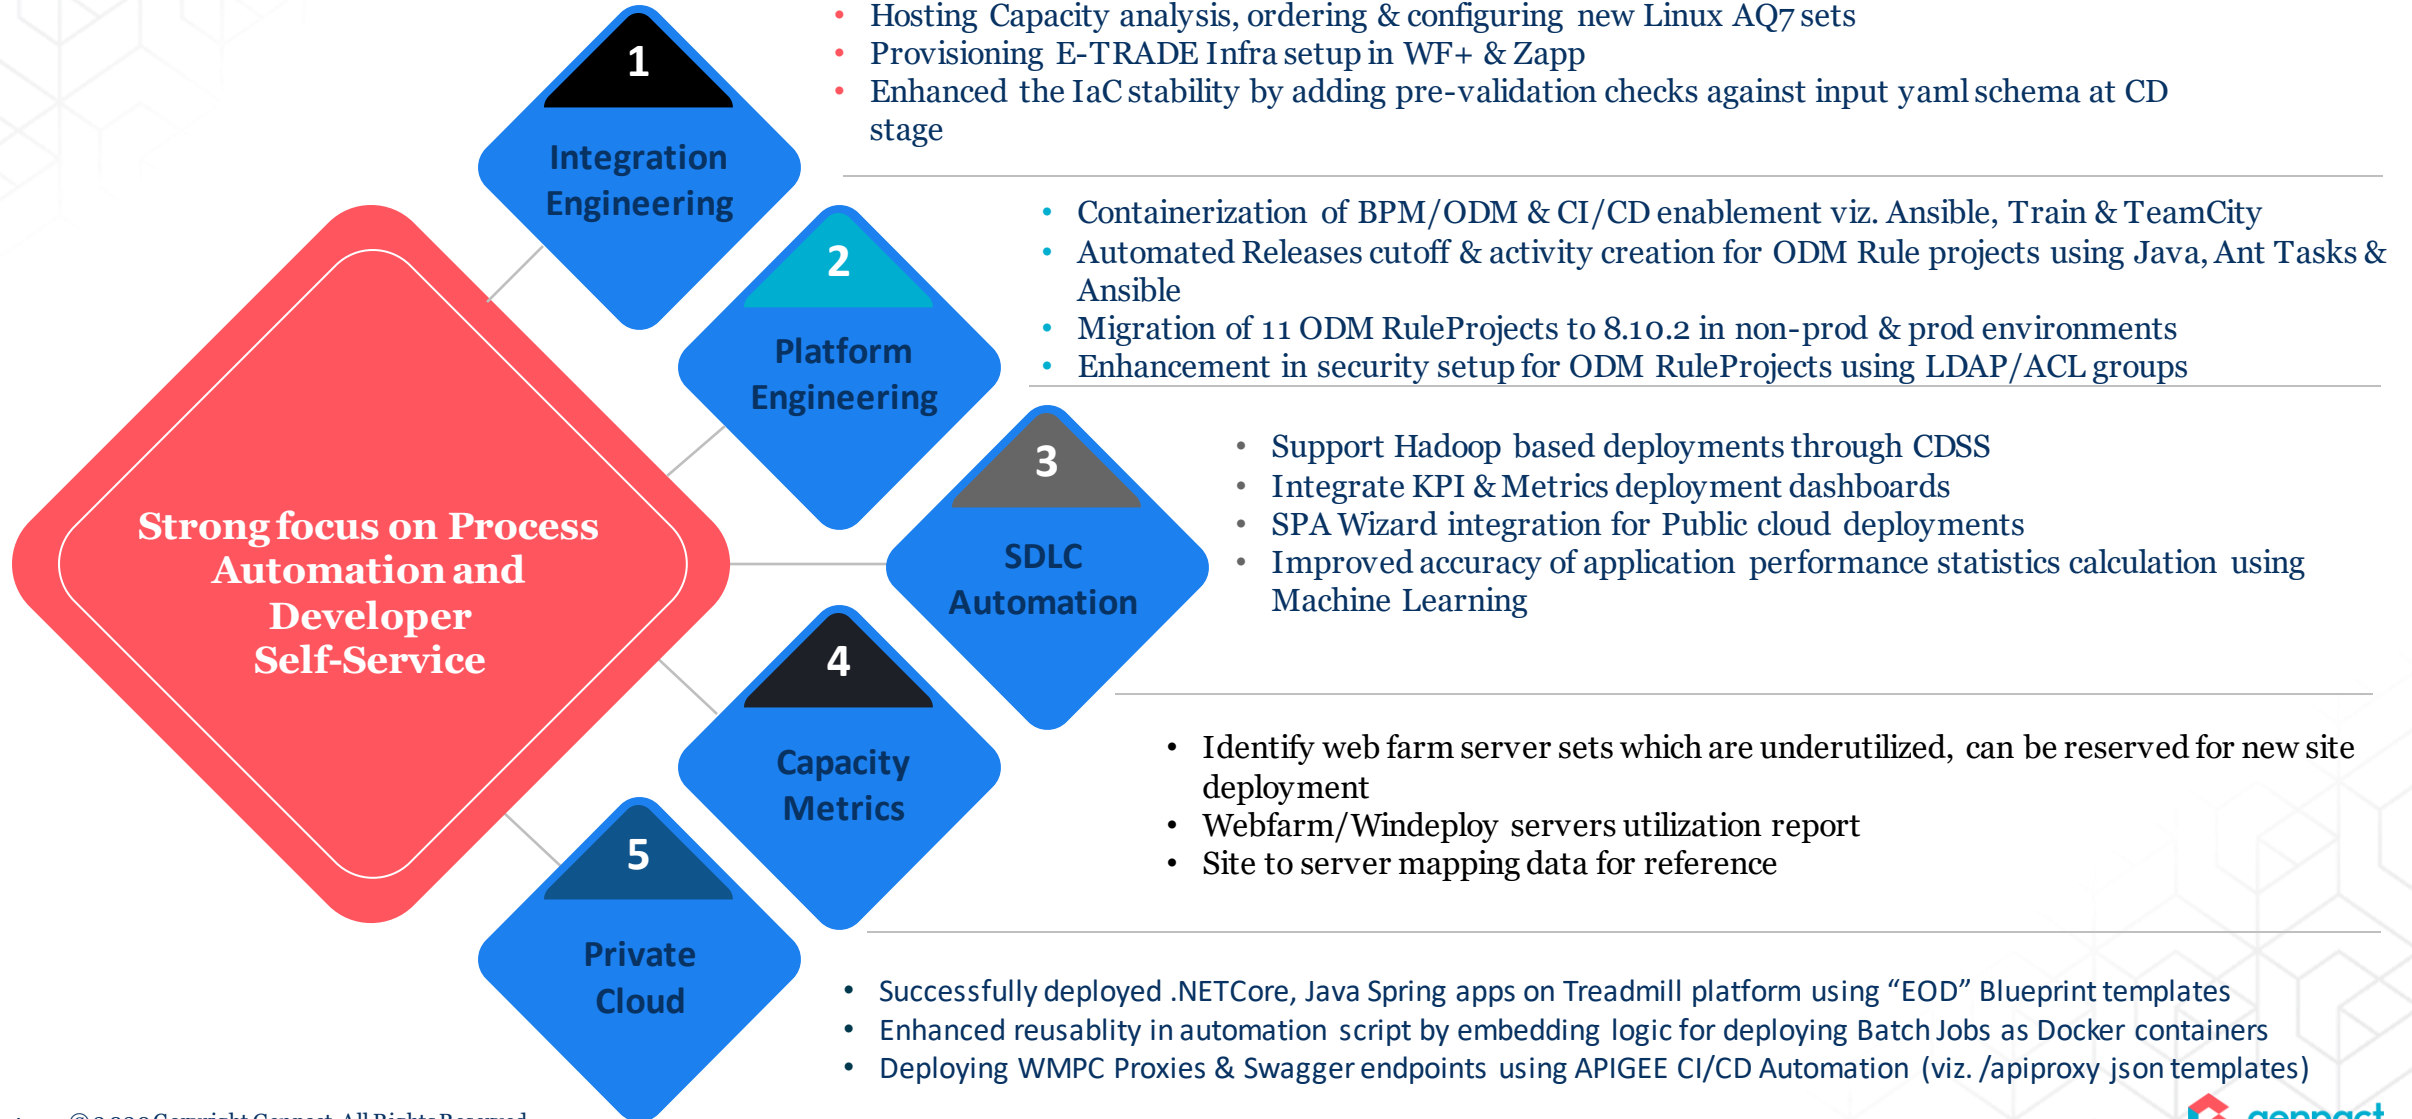 1
Integration
Engineering
• Hosting Capacity analysis, ordering & configuring new Linux AQ7 sets
• Provisioning E-TRADE Infra setup in WF+ & Zapp
• Enhanced the IaC stability by adding pre-validation checks against input yaml schema at CD
stage
2
Platform
Engineering
• Containerization of BPM/ODM & CI/CD enablement viz. Ansible, Train & TeamCity
• Automated Releases cutoff & activity creation for ODM Rule projects using Java, Ant Tasks &
Ansible
• Migration of 11 ODM RuleProjects to 8.10.2 in non-prod & prod environments
• Enhancement in security setup for ODM RuleProjects using LDAP/ACL groups
Strong focus on Process
Automation and
Developer
Self-Service
3
SDLC
Automation
• Support Hadoop based deployments through CDSS
• Integrate KPI & Metrics deployment dashboards
• SPA Wizard integration for Public cloud deployments
• Improved accuracy of application performance statistics calculation using
Machine Learning
4
Capacity
Metrics
• Identify web farm server sets which are underutilized, can be reserved for new site
deployment
• Webfarm/Windeploy servers utilization report
• Site to server mapping data for reference
5
Private
Cloud
• Successfully deployed .NETCore, Java Spring apps on Treadmill platform using “EOD” Blueprint templates
• Enhanced reusablity in automation script by embedding logic for deploying Batch Jobs as Docker containers
• Deploying WMPC Proxies & Swagger endpoints using APIGEE CI/CD Automation (viz. /apiproxy json templates)
Copyright Genpact. All Rights Reserved
genpact